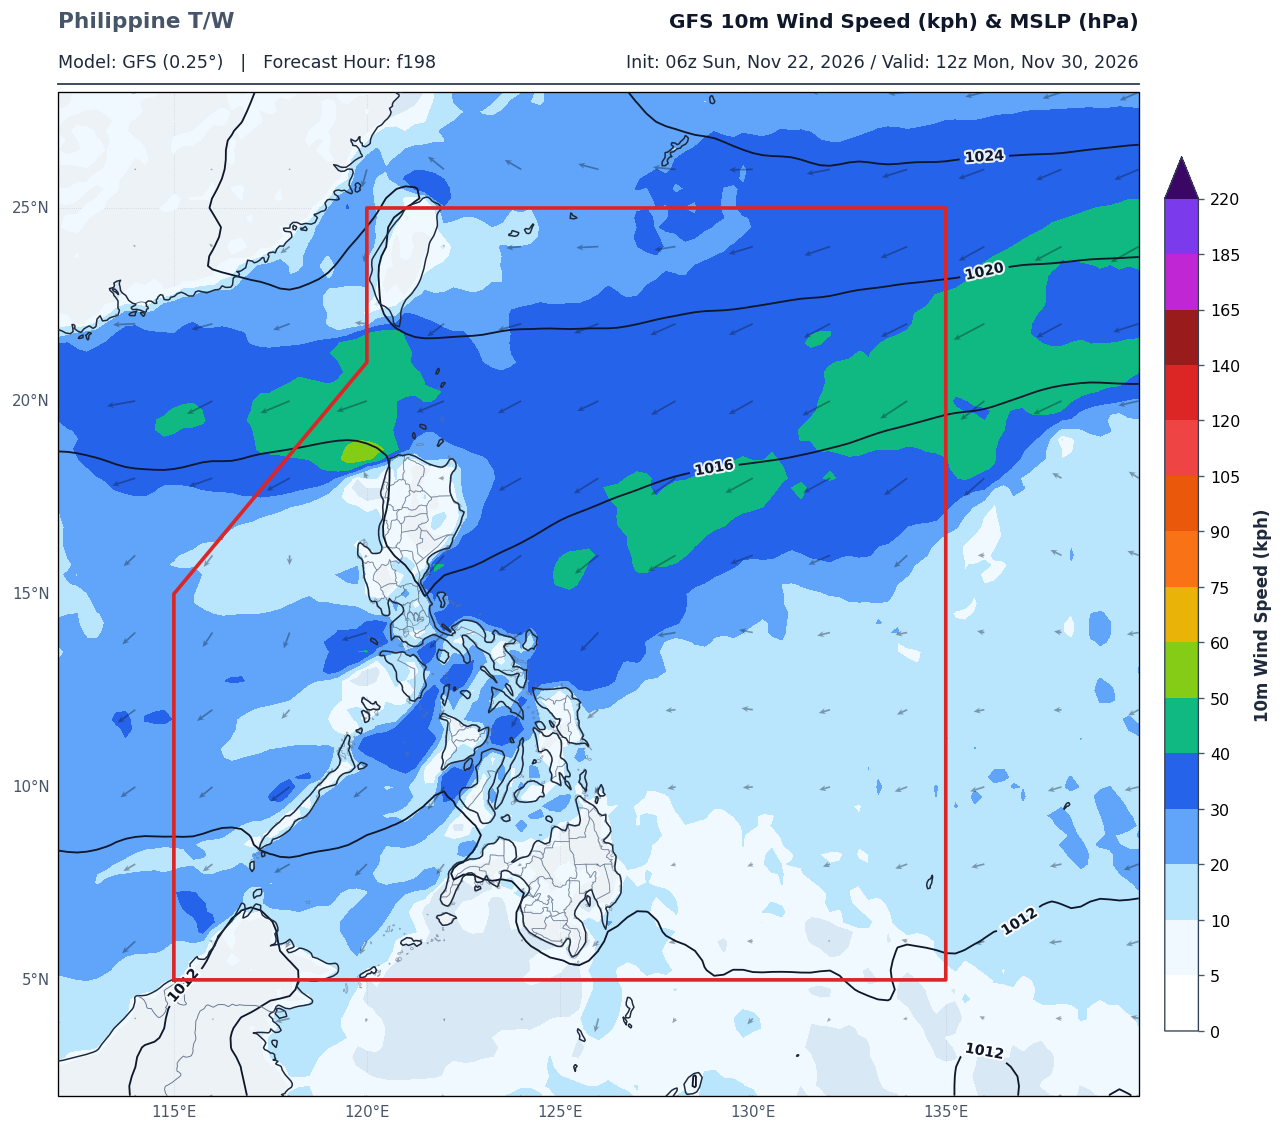 Philippine T/W
GFS 10m Wind Speed (kph) & MSLP (hPa)
Model: GFS (0.25°) | Forecast Hour: f198
Init: 06z Sun, Nov 22, 2026 / Valid: 12z Mon, Nov 30, 2026
1024
1020
1016
1012
1012
1012
25°N
20°N
15°N
10°N
5°N
115°E
120°E
125°E
130°E
135°E
220
185
165
140
120
105
90
75
60
50
40
30
20
10
5
0
10m Wind Speed (kph)